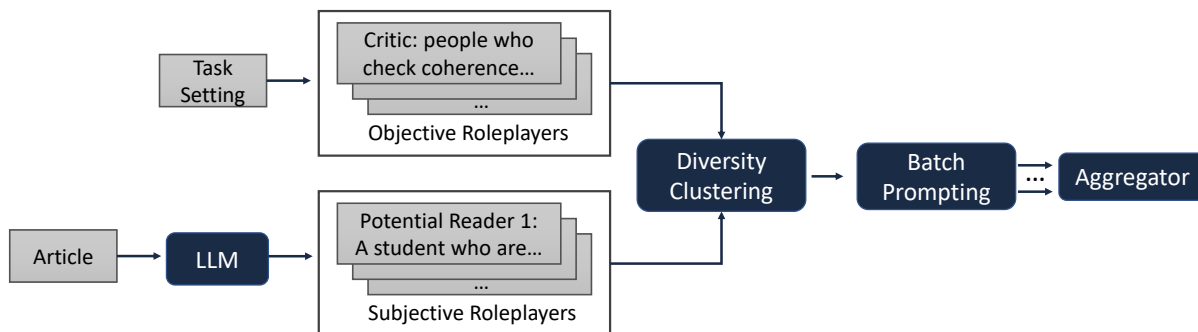 Task
Setting
Critic: people who
check coherence…
...
Objective Roleplayers
Article
LLM
Potential Reader 1:
A student who are…
...
Subjective Roleplayers
Diversity
Clustering
Batch
Prompting
...
Aggregator